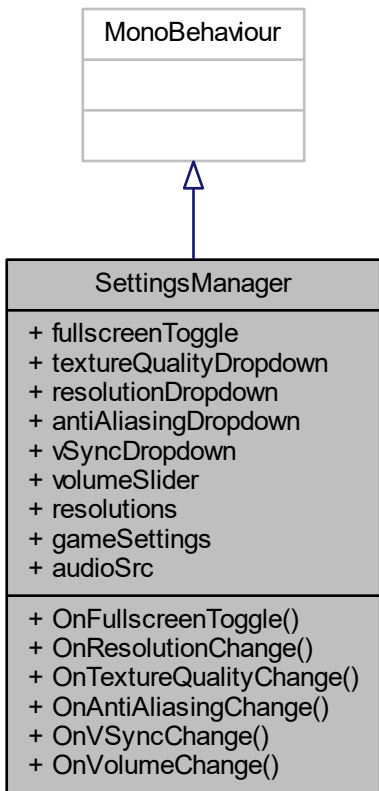 MonoBehaviour
SettingsManager
+ fullscreenToggle
+ textureQualityDropdown
+ resolutionDropdown
+ antiAliasingDropdown
+ vSyncDropdown
+ volumeSlider
+ resolutions
+ gameSettings
+ audioSrc
+ OnFullscreenToggle()
+ OnResolutionChange()
+ OnTextureQualityChange()
+ OnAntiAliasingChange()
+ OnVSyncChange()
+ OnVolumeChange()